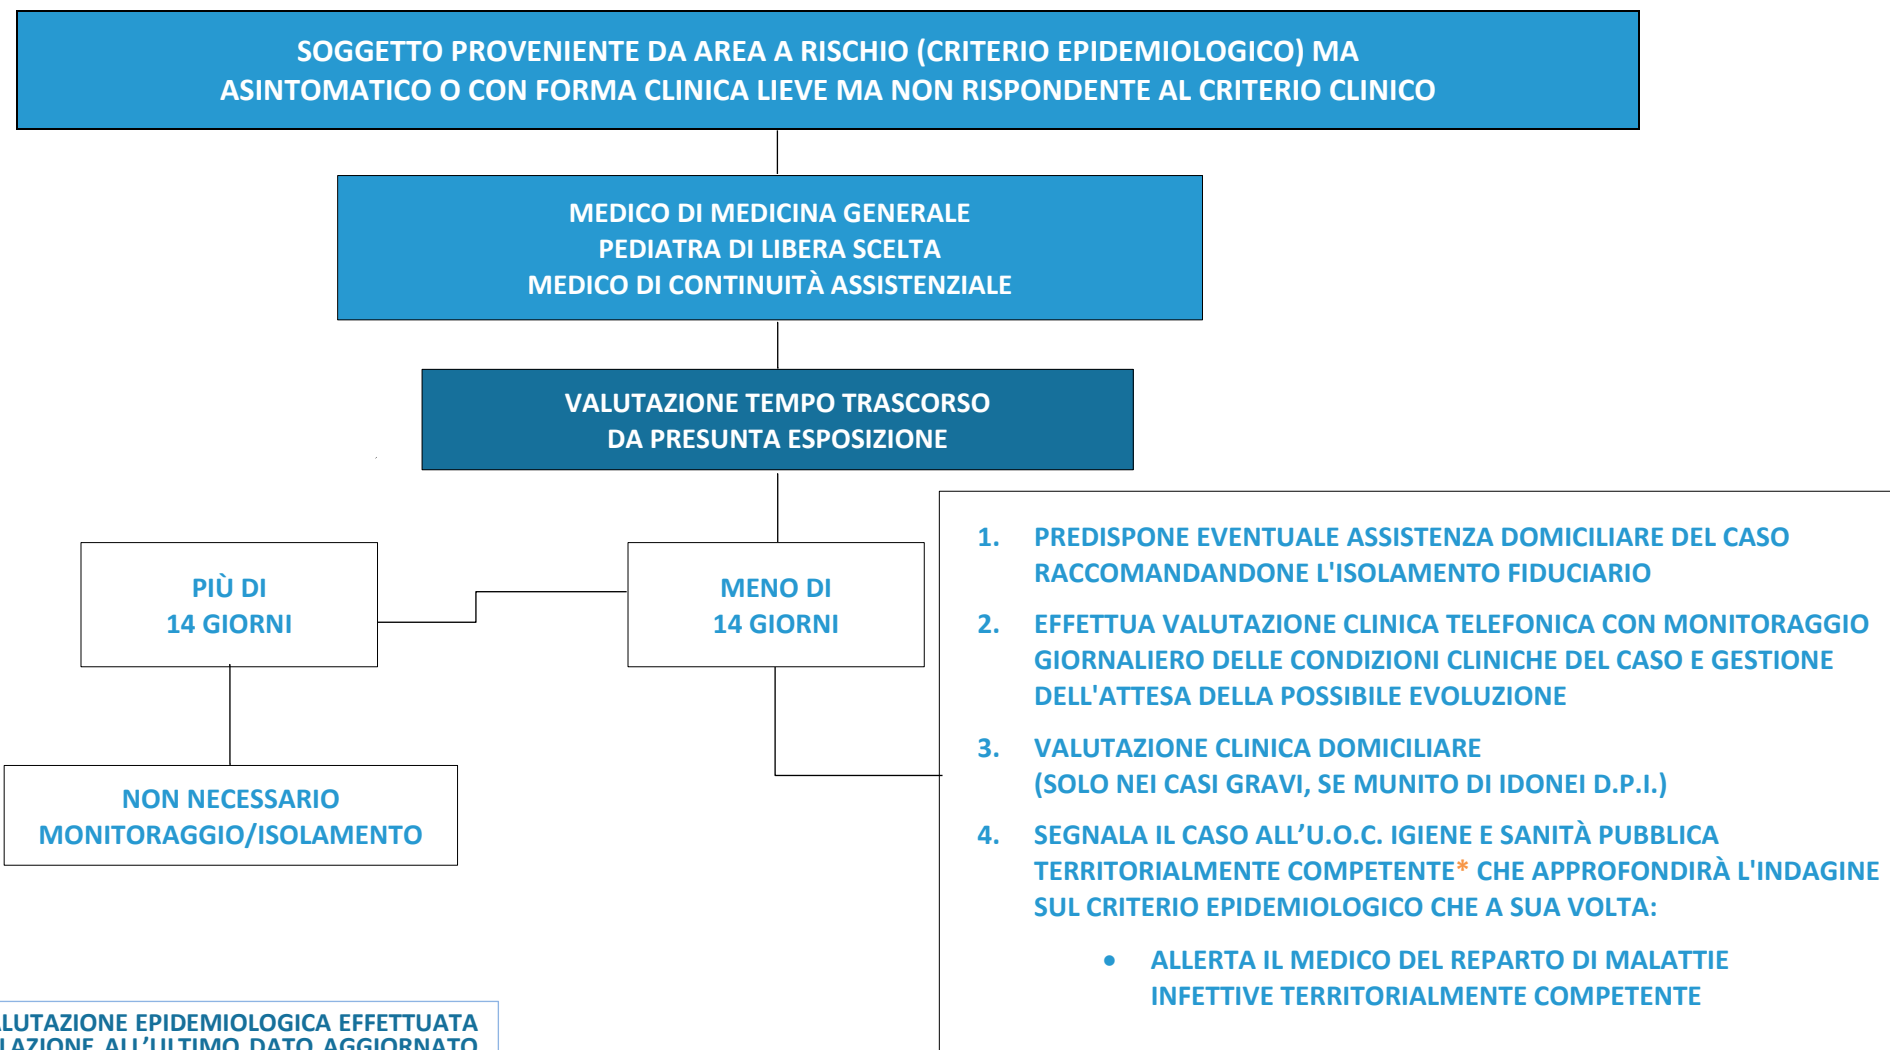 SOGGETTO PROVENIENTE DA AREA A RISCHIO (CRITERIO EPIDEMIOLOGICO) MA
ASINTOMATICO O CON FORMA CLINICA LIEVE MA NON RISPONDENTE AL CRITERIO CLINICO
MEDICO DI MEDICINA GENERALE
PEDIATRA DI LIBERA SCELTA
MEDICO DI CONTINUITÀ ASSISTENZIALE
VALUTAZIONE TEMPO TRASCORSO
DA PRESUNTA ESPOSIZIONE
PIÙ DI
14 GIORNI
MENO DI
14 GIORNI
NON NECESSARIO
MONITORAGGIO/ISOLAMENTO
1. PREDISPONE EVENTUALE ASSISTENZA DOMICILIARE DEL CASO
RACCOMANDANDONE L'ISOLAMENTO FIDUCIARIO
2. EFFETTUA VALUTAZIONE CLINICA TELEFONICA CON MONITORAGGIO
GIORNALIERO DELLE CONDIZIONI CLINICHE DEL CASO E GESTIONE
DELL'ATTESA DELLA POSSIBILE EVOLUZIONE
3. VALUTAZIONE CLINICA DOMICILIARE
(SOLO NEI CASI GRAVI, SE MUNITO DI IDONEI D.P.I.)
4. SEGNALA IL CASO ALL’U.O.C. IGIENE E SANITÀ PUBBLICA
TERRITORIALMENTE COMPETENTE* CHE APPROFONDIRÀ L'INDAGINE
SUL CRITERIO EPIDEMIOLOGICO CHE A SUA VOLTA:
• ALLERTA IL MEDICO DEL REPARTO DI MALATTIE
INFETTIVE TERRITORIALMENTE COMPETENTE
EPIDEMIOLOGICA EFFETTUATA
ALL’ULTIMO DATO AGGIORNATO